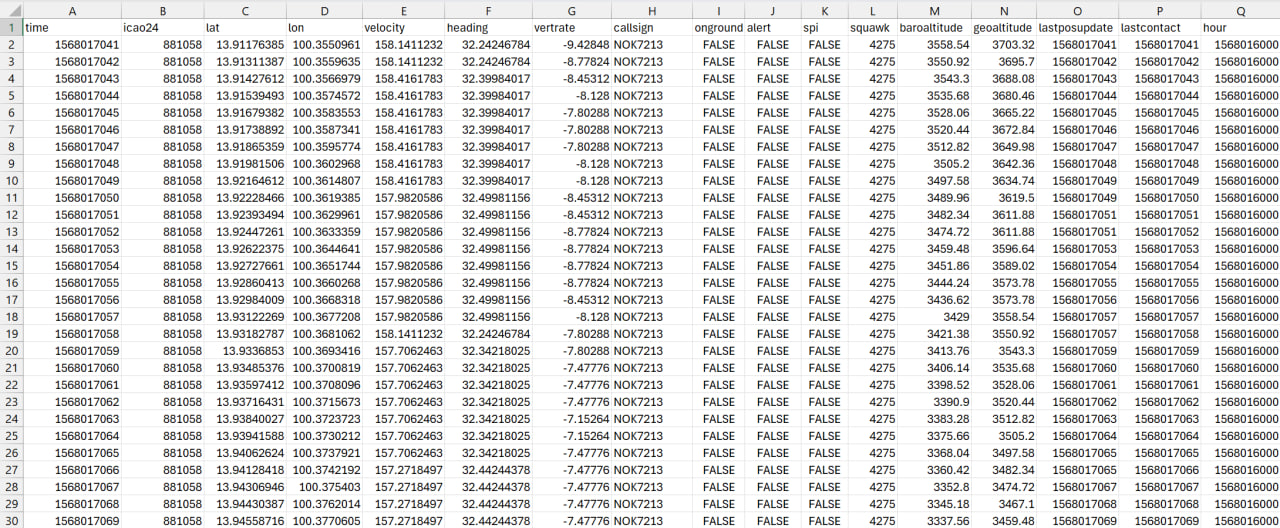 A B C D E F G H I J K L M N O P Q
1 time icao24 lat lon velocity heading vertrate callsign onground alert spi squawk baroaltitude geoaltitude lastposupdate lastcontact hour
2 1568017041 881058 13.91176385 100.3550961 158.1411232 32.24246784 -9.42848 NOK7213 FALSE FALSE FALSE 4275 3558.54 3703.32 1568017041 1568017041 1568016000
3 1568017042 881058 13.91311387 100.3559635 158.1411232 32.24246784 -8.77824 NOK7213 FALSE FALSE FALSE 4275 3550.92 3695.7 1568017042 1568017042 1568016000
4 1568017043 881058 13.91427612 100.3566979 158.4161783 32.39984017 -8.45312 NOK7213 FALSE FALSE FALSE 4275 3543.3 3688.08 1568017043 1568017043 1568016000
5 1568017044 881058 13.91539493 100.3574572 158.4161783 32.39984017 -8.128 NOK7213 FALSE FALSE FALSE 4275 3535.68 3680.46 1568017044 1568017044 1568016000
6 1568017045 881058 13.91679382 100.3583553 158.4161783 32.39984017 -7.80288 NOK7213 FALSE FALSE FALSE 4275 3528.06 3665.22 1568017045 1568017045 1568016000
7 1568017046 881058 13.91738892 100.3587341 158.4161783 32.39984017 -7.80288 NOK7213 FALSE FALSE FALSE 4275 3520.44 3672.84 1568017046 1568017046 1568016000
8 1568017047 881058 13.91865359 100.3595774 158.4161783 32.39984017 -7.80288 NOK7213 FALSE FALSE FALSE 4275 3512.82 3649.98 1568017047 1568017047 1568016000
9 1568017048 881058 13.91981506 100.3602968 158.4161783 32.39984017 -8.128 NOK7213 FALSE FALSE FALSE 4275 3505.2 3642.36 1568017048 1568017048 1568016000
10 1568017049 881058 13.92164612 100.3614807 158.4161783 32.39984017 -8.128 NOK7213 FALSE FALSE FALSE 4275 3497.58 3634.74 1568017049 1568017049 1568016000
11 1568017050 881058 13.92228466 100.3619385 157.9820586 32.49981156 -8.45312 NOK7213 FALSE FALSE FALSE 4275 3489.96 3619.5 1568017049 1568017050 1568016000
12 1568017051 881058 13.92393494 100.3629961 157.9820586 32.49981156 -8.45312 NOK7213 FALSE FALSE FALSE 4275 3482.34 3611.88 1568017051 1568017051 1568016000
13 1568017052 881058 13.92447261 100.3633359 157.9820586 32.49981156 -8.77824 NOK7213 FALSE FALSE FALSE 4275 3474.72 3611.88 1568017051 1568017052 1568016000
14 1568017053 881058 13.92622375 100.3644641 157.9820586 32.49981156 -8.77824 NOK7213 FALSE FALSE FALSE 4275 3459.48 3596.64 1568017053 1568017053 1568016000
15 1568017054 881058 13.92727661 100.3651744 157.9820586 32.49981156 -8.77824 NOK7213 FALSE FALSE FALSE 4275 3451.86 3589.02 1568017054 1568017054 1568016000
16 1568017055 881058 13.92860413 100.3660268 157.9820586 32.49981156 -8.77824 NOK7213 FALSE FALSE FALSE 4275 3444.24 3573.78 1568017055 1568017055 1568016000
17 1568017056 881058 13.92984009 100.3668318 157.9820586 32.49981156 -8.45312 NOK7213 FALSE FALSE FALSE 4275 3436.62 3573.78 1568017056 1568017056 1568016000
18 1568017057 881058 13.93122269 100.3677208 157.9820586 32.49981156 -8.128 NOK7213 FALSE FALSE FALSE 4275 3429 3558.54 1568017057 1568017057 1568016000
19 1568017058 881058 13.93182787 100.3681062 158.1411232 32.24246784 -7.80288 NOK7213 FALSE FALSE FALSE 4275 3421.38 3550.92 1568017057 1568017058 1568016000
20 1568017059 881058 13.9336853 100.3693416 157.7062463 32.34218025 -7.80288 NOK7213 FALSE FALSE FALSE 4275 3413.76 3543.3 1568017059 1568017059 1568016000
21 1568017060 881058 13.93485376 100.3700819 157.7062463 32.34218025 -7.47776 NOK7213 FALSE FALSE FALSE 4275 3406.14 3535.68 1568017060 1568017060 1568016000
22 1568017061 881058 13.93597412 100.3708096 157.7062463 32.34218025 -7.47776 NOK7213 FALSE FALSE FALSE 4275 3398.52 3528.06 1568017061 1568017061 1568016000
23 1568017062 881058 13.93716431 100.3715673 157.7062463 32.34218025 -7.47776 NOK7213 FALSE FALSE FALSE 4275 3390.9 3520.44 1568017062 1568017062 1568016000
24 1568017063 881058 13.93840027 100.3723723 157.7062463 32.34218025 -7.15264 NOK7213 FALSE FALSE FALSE 4275 3383.28 3512.82 1568017063 1568017063 1568016000
25 1568017064 881058 13.93941588 100.3730212 157.7062463 32.34218025 -7.15264 NOK7213 FALSE FALSE FALSE 4275 3375.66 3505.2 1568017064 1568017064 1568016000
26 1568017065 881058 13.94062624 100.3737921 157.7062463 32.34218025 -7.47776 NOK7213 FALSE FALSE FALSE 4275 3368.04 3497.58 1568017065 1568017065 1568016000
27 1568017066 881058 13.94128418 100.3742192 157.2718497 32.44244378 -7.47776 NOK7213 FALSE FALSE FALSE 4275 3360.42 3482.34 1568017066 1568017066 1568016000
28 1568017067 881058 13.94306946 100.375403 157.2718497 32.44244378 -7.47776 NOK7213 FALSE FALSE FALSE 4275 3352.8 3474.72 1568017067 1568017067 1568016000
29 1568017068 881058 13.94430387 100.3762014 157.2718497 32.44244378 -7.47776 NOK7213 FALSE FALSE FALSE 4275 3345.18 3467.1 1568017068 1568017068 1568016000
30 1568017069 881058 13.94558716 100.3770605 157.2718497 32.44244378 -7.47776 NOK7213 FALSE FALSE FALSE 4275 3337.56 3459.48 1568017069 1568017069 1568016000